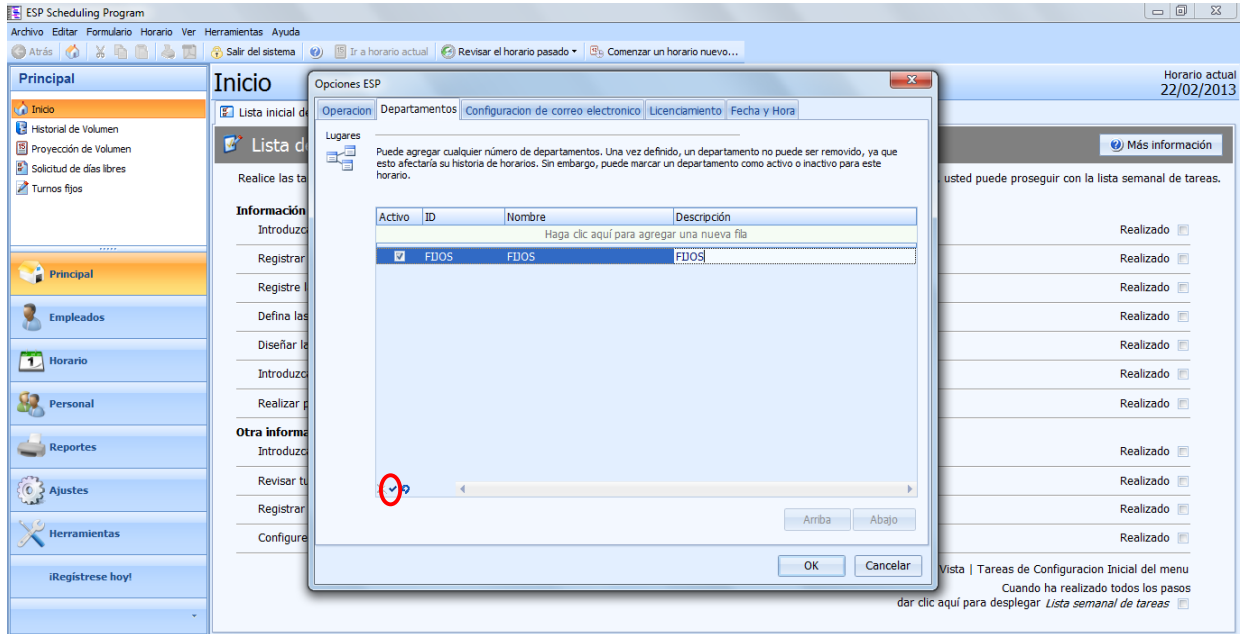 ESP Scheduling Program
Archivo Editar Formulario Horario Ver Herramientas Ayuda
Atrás Salir del sistema Ir a horario actual Revisar el horario pasado Comenzar un horario nuevo...
Principal
Inicio
Historial de Volumen
Proyección de Volumen
Solicitud de días libres
Turnos fijos
Principal
Empleados
Horario
Personal
Reportes
Ajustes
Herramientas
¡Regístrese hoy!
Inicio
Horario actual
22/02/2013
Lista inicial d
Lista d
Más información
Realice las ta
, usted puede proseguir con la lista semanal de tareas.
Información
Introduzc
Realizado
Registrar
Realizado
Registre l
Realizado
Defina las
Realizado
Diseñar la
Realizado
Introduzc
Realizado
Realizar p
Realizado
Otra informa
Introduzc
Realizado
Revisar tu
Realizado
Registrar
Realizado
Configure
Realizado
Vista | Tareas de Configuracion Inicial del menu
Cuando ha realizado todos los pasos
dar clic aquí para desplegar Lista semanal de tareas
Opciones ESP
Operacion Departamentos Configuracion de correo electronico Licenciamiento Fecha y Hora
Lugares
Puede agregar cualquier número de departamentos. Una vez definido, un departamento no puede ser removido, ya que
esto afectaría su historia de horarios. Sin embargo, puede marcar un departamento como activo o inactivo para este
horario.
Activo ID Nombre Descripción
Haga clic aquí para agregar una nueva fila
FIJOS FIJOS FIJOS
Arriba Abajo
OK Cancelar